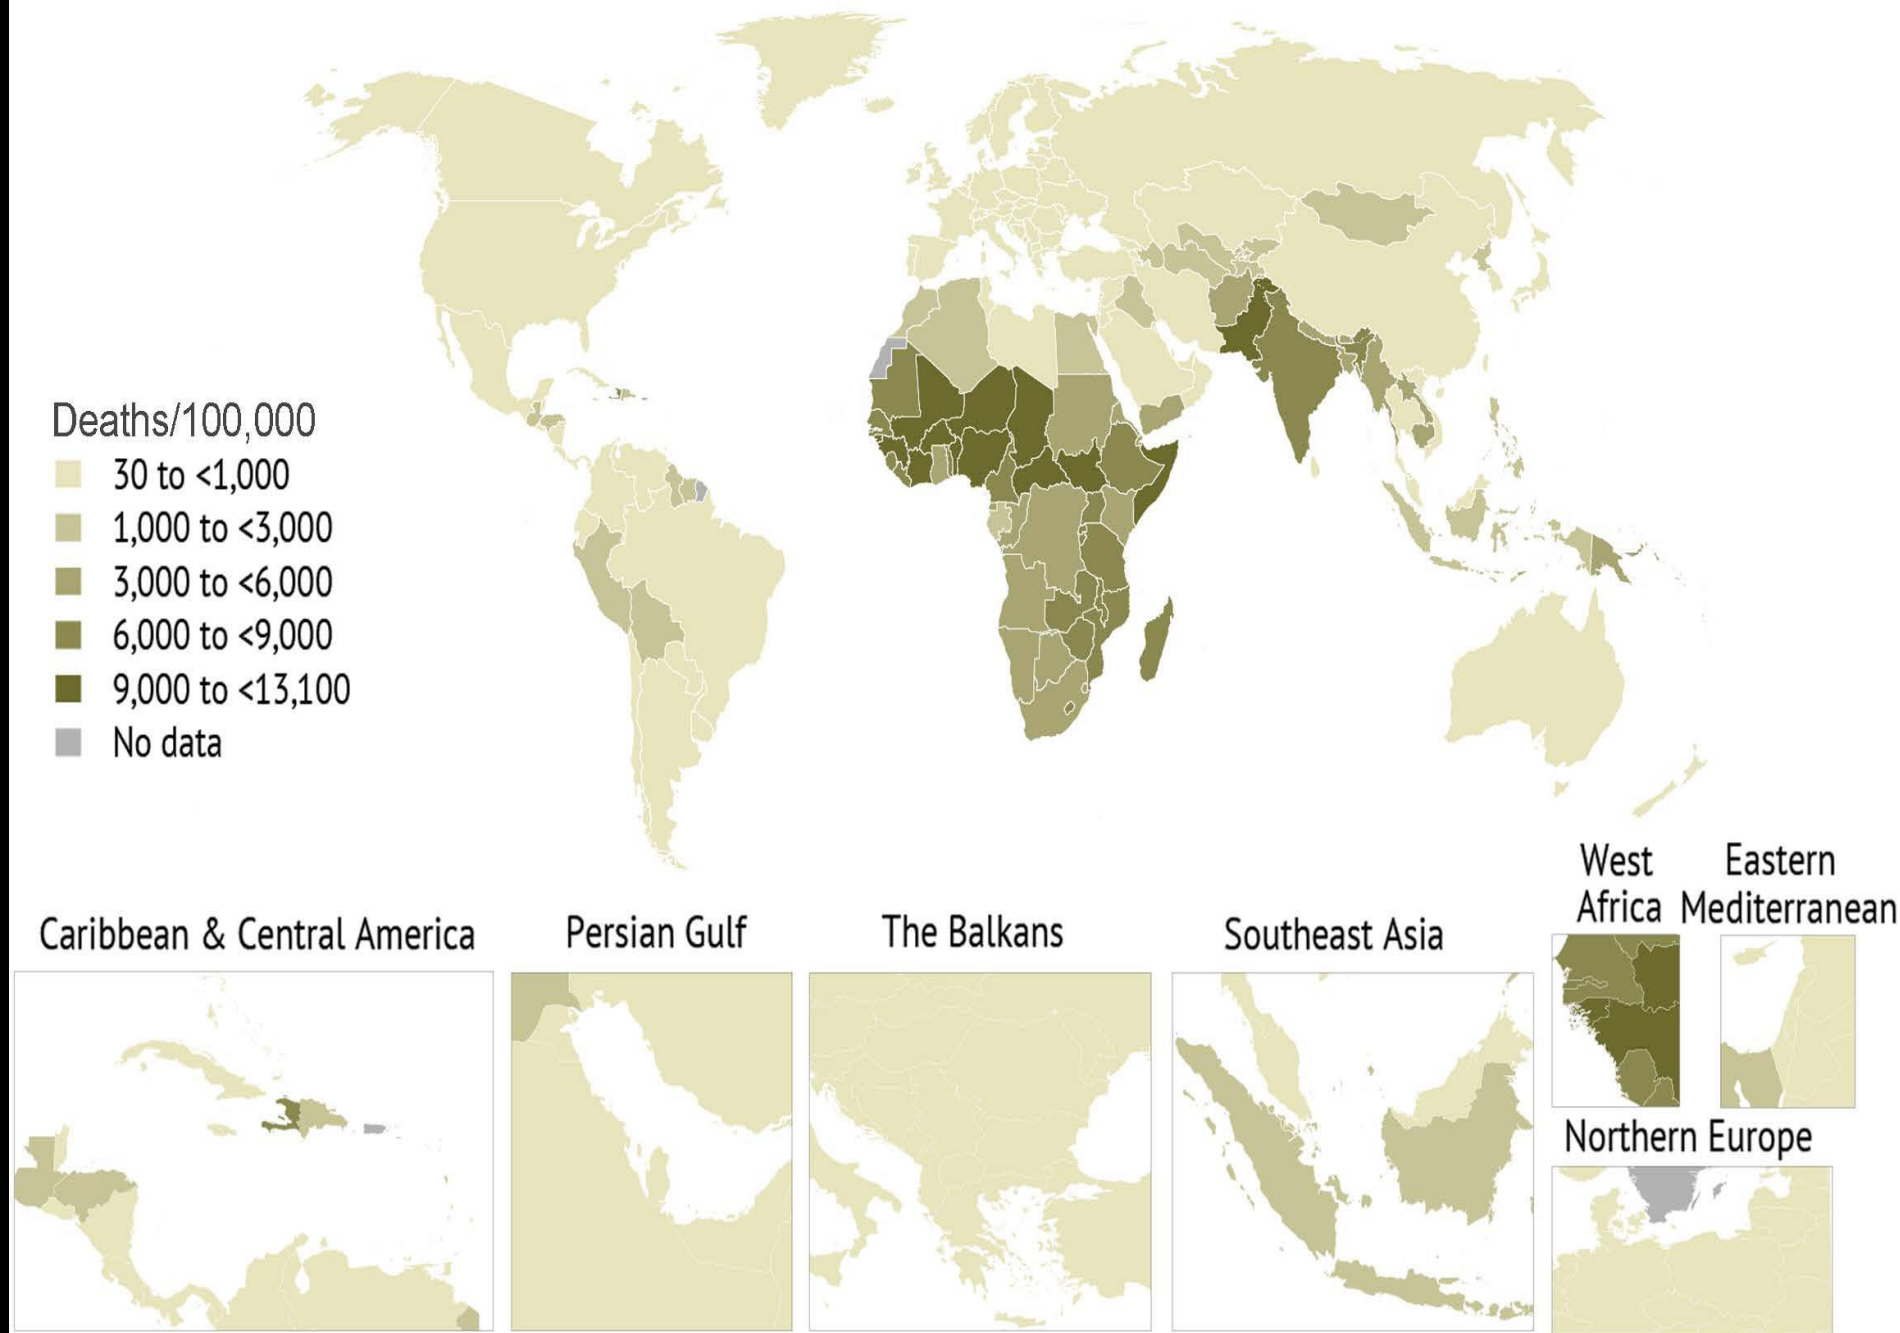 Deaths/100,000
30 to <1,000
1,000 to <3,000
3,000 to <6,000
6,000 to <9,000
9,000 to <13,100
No data
Caribbean & Central America
Persian Gulf
The Balkans
Southeast Asia
West
Africa
Eastern
Mediterranean
Northern Europe